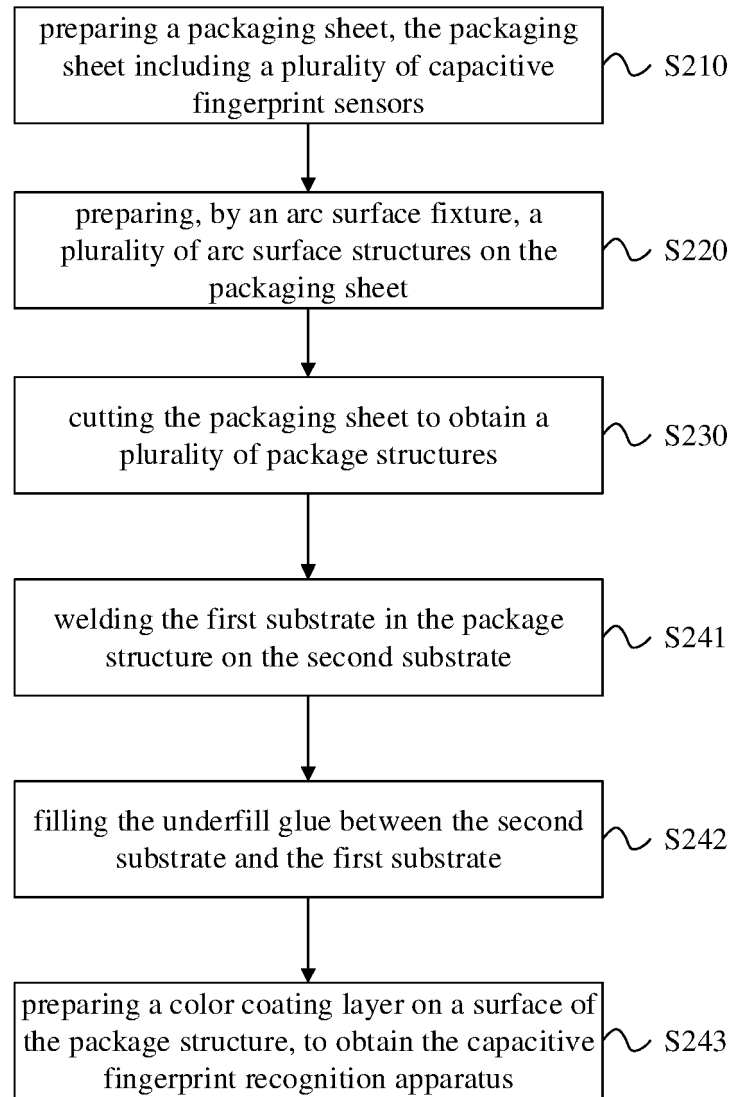 preparing a packaging sheet, the packaging
sheet including a plurality of capacitive
fingerprint sensors
S210
preparing, by an arc surface fixture, a
plurality of arc surface structures on the
packaging sheet
S220
cutting the packaging sheet to obtain a
plurality of package structures
S230
welding the first substrate in the package
structure on the second substrate
S241
filling the underfill glue between the second
substrate and the first substrate
S242
preparing a color coating layer on a surface of
the package structure, to obtain the capacitive
fingerprint recognition apparatus
S243